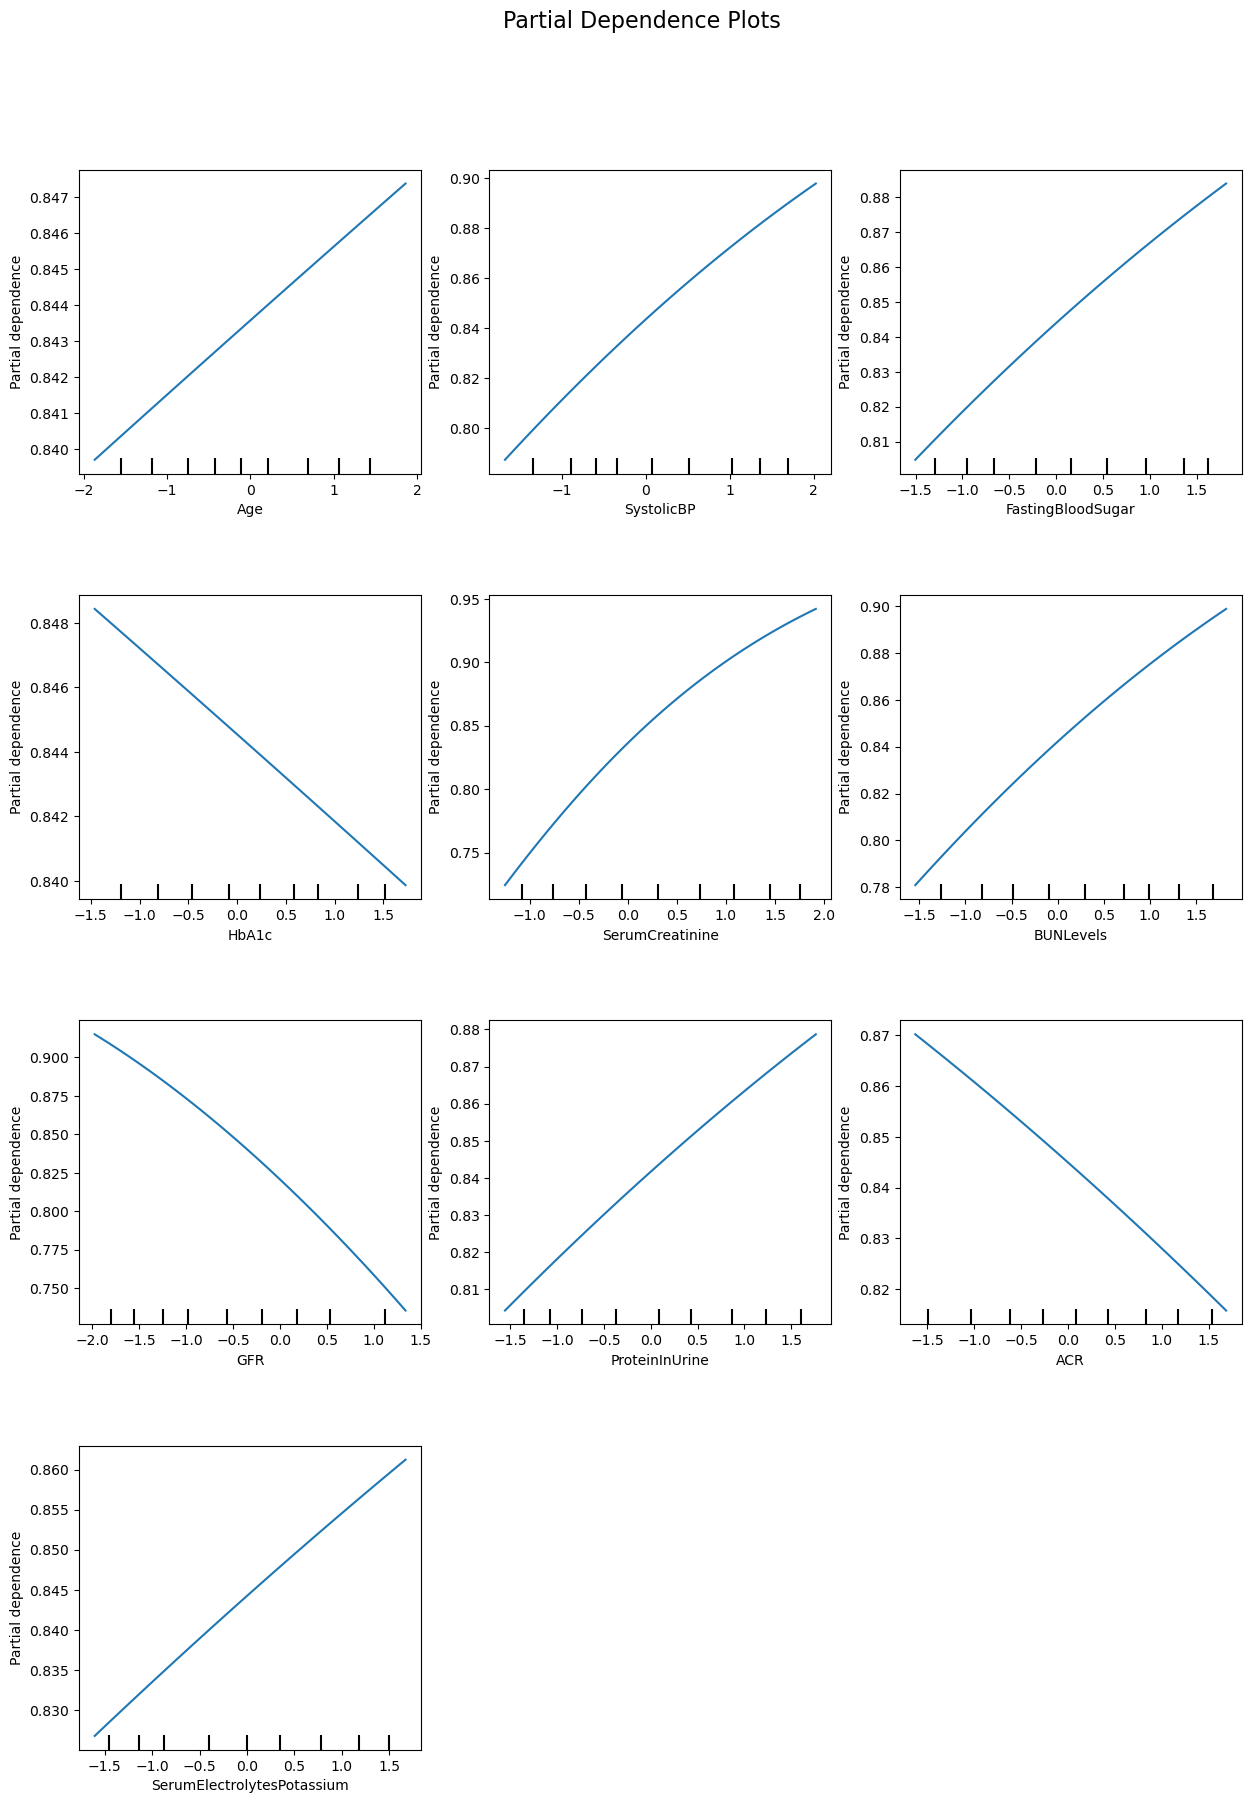 Partial Dependence Plots
Partial dependence
0.847
0.846
0.845
0.844
0.843
0.842
0.841
0.840
−2 −1 0 1 2
Age
Partial dependence
0.90
0.88
0.86
0.84
0.82
0.80
−1 0 1 2
SystolicBP
Partial dependence
0.88
0.87
0.86
0.85
0.84
0.83
0.82
0.81
−1.5 −1.0 −0.5 0.0 0.5 1.0 1.5
FastingBloodSugar
Partial dependence
0.848
0.846
0.844
0.842
0.840
−1.5 −1.0 −0.5 0.0 0.5 1.0 1.5
HbA1c
Partial dependence
0.95
0.90
0.85
0.80
0.75
−1.0 −0.5 0.0 0.5 1.0 1.5 2.0
SerumCreatinine
Partial dependence
0.90
0.88
0.86
0.84
0.82
0.80
0.78
−1.5 −1.0 −0.5 0.0 0.5 1.0 1.5
BUNLevels
Partial dependence
0.900
0.875
0.850
0.825
0.800
0.775
0.750
−2.0 −1.5 −1.0 −0.5 0.0 0.5 1.0 1.5
GFR
Partial dependence
0.88
0.87
0.86
0.85
0.84
0.83
0.82
0.81
−1.5 −1.0 −0.5 0.0 0.5 1.0 1.5
ProteinInUrine
Partial dependence
0.87
0.86
0.85
0.84
0.83
0.82
−1.5 −1.0 −0.5 0.0 0.5 1.0 1.5
ACR
Partial dependence
0.860
0.855
0.850
0.845
0.840
0.835
0.830
−1.5 −1.0 −0.5 0.0 0.5 1.0 1.5
SerumElectrolytesPotassium